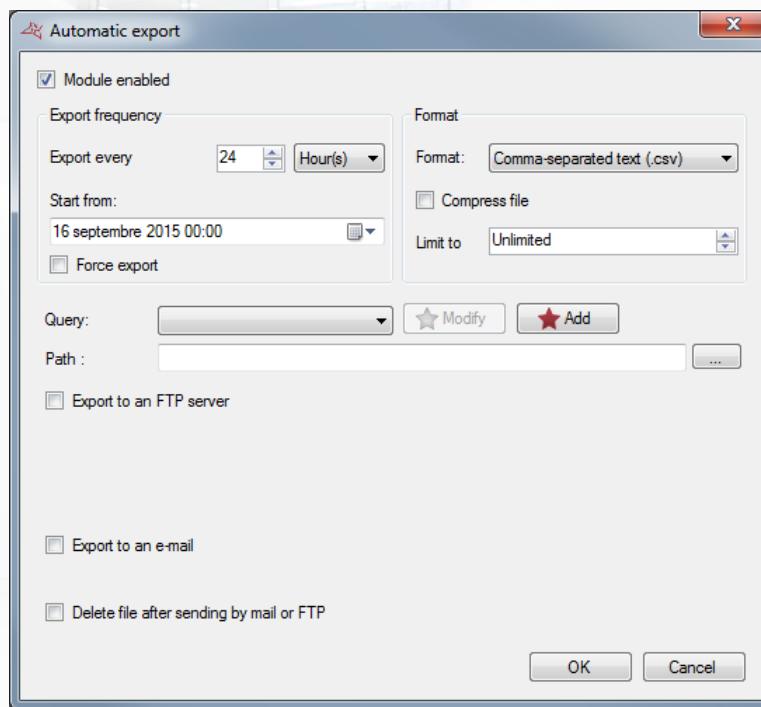 Automatic export
Module enabled
Export frequency
Export every 24 Hour(s)
Start from:
16 septembre 2015 00:00
Force export
Format
Format: Comma-separated text (.csv)
Compress file
Limit to Unlimited
Query: Modify Add
Path : ...
Export to an FTP server
Export to an e-mail
Delete file after sending by mail or FTP
OK Cancel